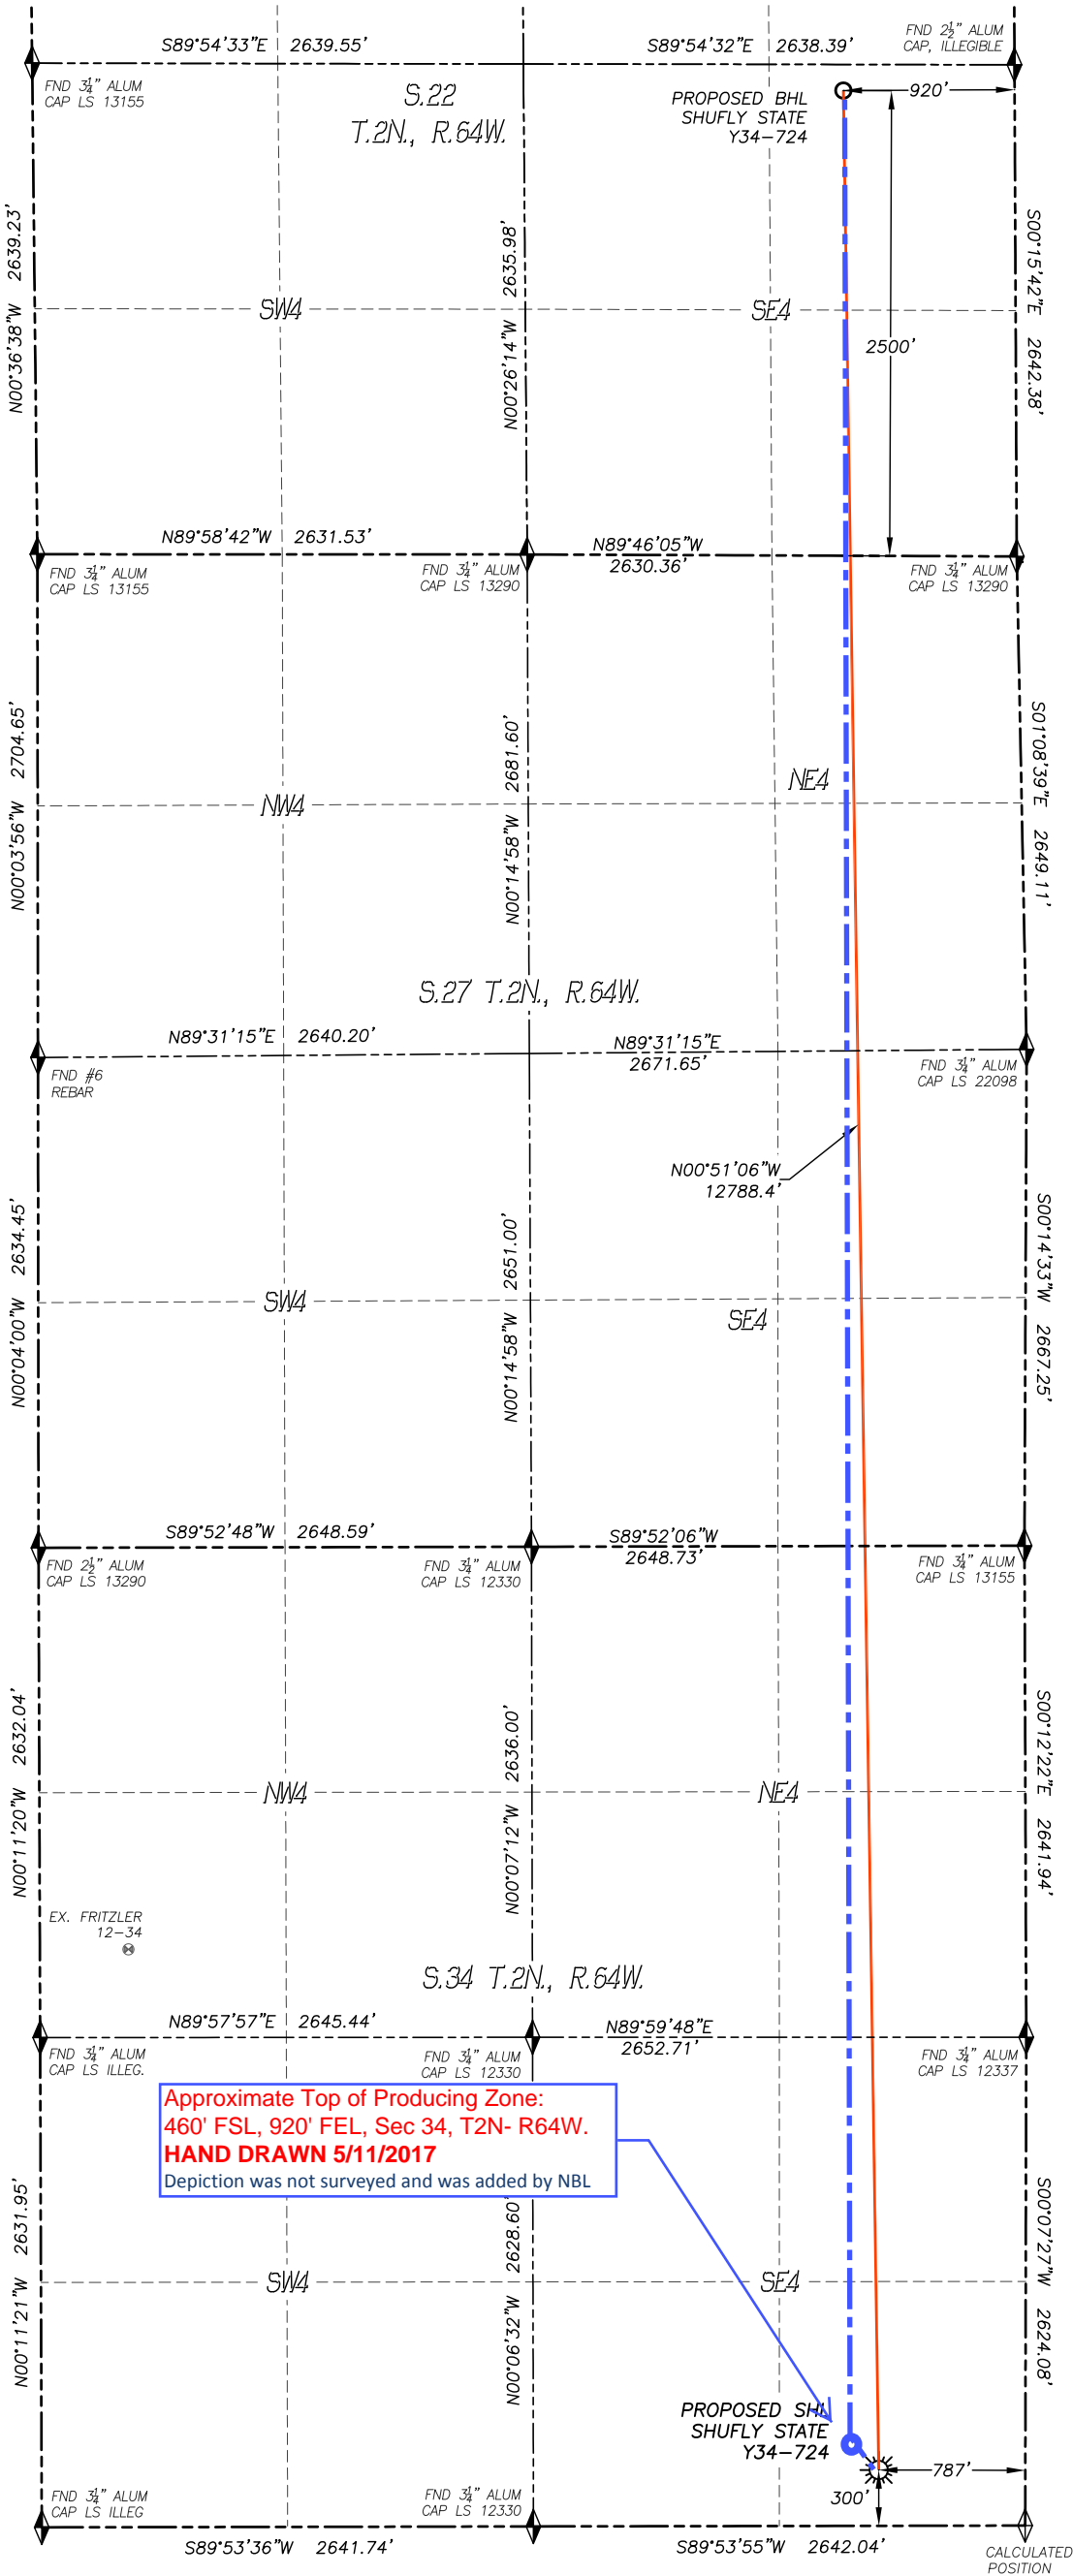 S89°54'33"E 2639.55'
S89°54'32"E 2638.39'
FND 2½" ALUM
CAP, ILLEGIBLE
FND 3¼" ALUM
CAP LS 13155
S.22
T.2N., R.64W.
PROPOSED BHL
SHUFLY STATE
Y34-724
920'
N00°36'38"W 2639.23'
N00°26'14"W 2635.98'
S00°15'42"E 2642.38'
SW4
SE4
2500'
N89°58'42"W 2631.53'
N89°46'05"W
2630.36'
FND 3¼" ALUM
CAP LS 13155
FND 3¼" ALUM
CAP LS 13290
FND 3¼" ALUM
CAP LS 13290
N00°03'56"W 2704.65'
N00°14'58"W 2681.60'
S01°08'39"E 2649.11'
NW4
NE4
S.27 T.2N., R.64W.
N89°31'15"E 2640.20'
N89°31'15"E
2671.65'
FND #6
REBAR
FND 3¼" ALUM
CAP LS 22098
N00°51'06"W
12788.4'
N00°04'00"W 2634.45'
N00°14'58"W 2651.00'
S00°14'33"W 2667.25'
SW4
SE4
S89°52'48"W 2648.59'
S89°52'06"W
2648.73'
FND 2½" ALUM
CAP LS 13290
FND 3¼" ALUM
CAP LS 12330
FND 3¼" ALUM
CAP LS 13155
N00°11'20"W 2632.04'
N00°07'12"W 2636.00'
S00°12'22"E 2641.94'
NW4
NE4
EX. FRITZLER
12-34
S.34 T.2N., R.64W.
N89°57'57"E 2645.44'
N89°59'48"E
2652.71'
FND 3¼" ALUM
CAP LS ILLEG.
FND 3¼" ALUM
CAP LS 12330
FND 3¼" ALUM
CAP LS 12337
Approximate Top of Producing Zone:
460' FSL, 920' FEL, Sec 34, T2N- R64W.
HAND DRAWN 5/11/2017
Depiction was not surveyed and was added by NBL
N00°11'21"W 2631.95'
N00°06'32"W 2628.60'
S00°07'27"W 2624.08'
SW4
SE4
PROPOSED SHL
SHUFLY STATE
Y34-724
787'
300'
FND 3¼" ALUM
CAP LS ILLEG
FND 3¼" ALUM
CAP LS 12330
S89°53'36"W 2641.74'
S89°53'55"W 2642.04'
CALCULATED
POSITION